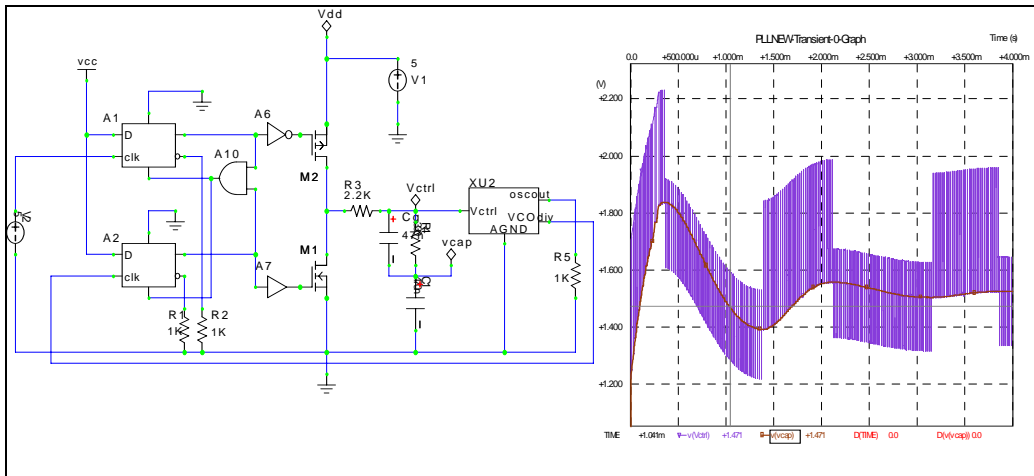 Vdd
vcc
5
V1
A1
D
clk
A6
A10
M2
XU2
R3
2.2K
Vctrl
oscout
Vctrl
VCOdiv
AGND
vcap
V2
A2
D
clk
A7
M1
R5
1K
R1
1K
R2
1K
PLLNEW-Transient-0-Graph
Time (s)
0.0 +500.000u +1.000m +1.500m +2.000m +2.500m +3.000m +3.500m +4.000m
(V)
+2.200
+2.000
+1.800
+1.600
+1.400
+1.200
TIME +1.041m v(Vctrl) +1.471 v(vcap) +1.471 D(TIME) 0.0 D(v(vcap)) 0.0